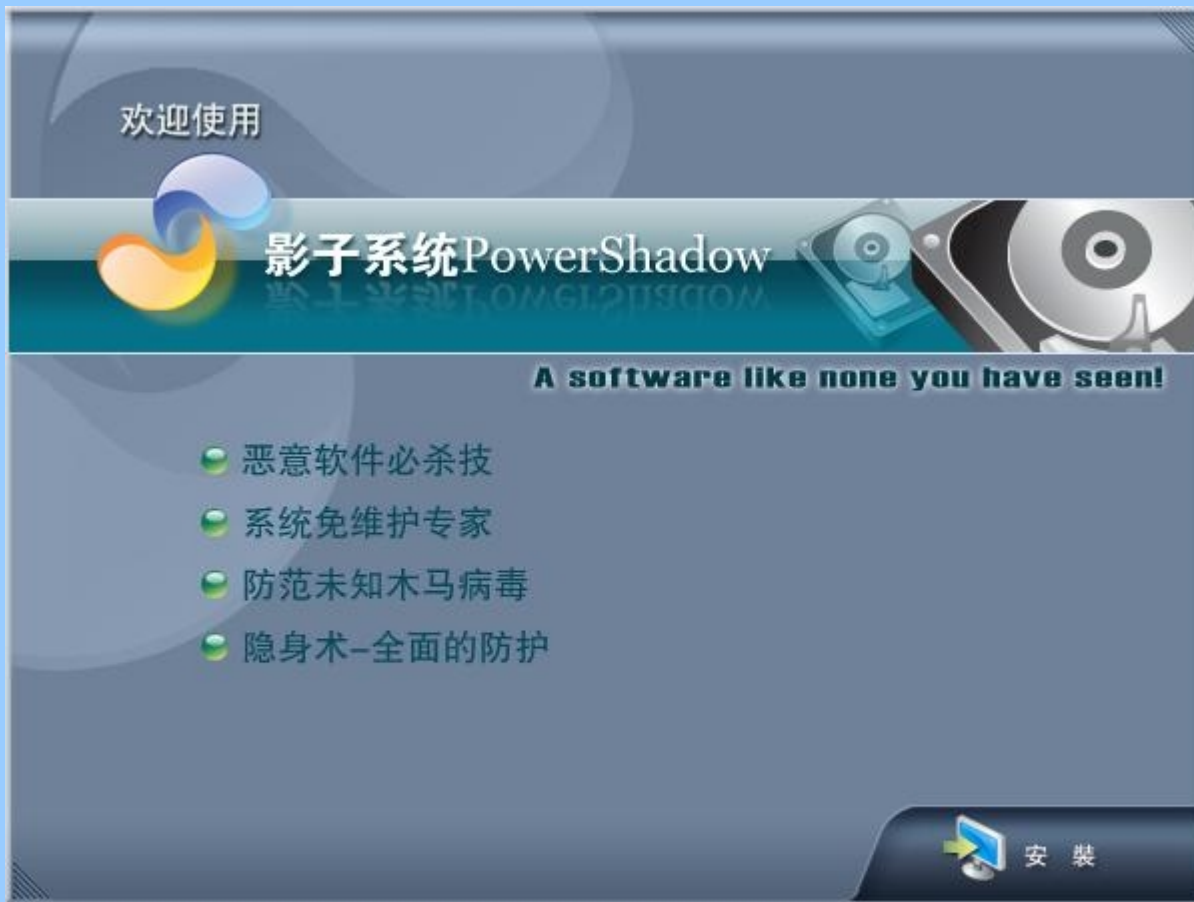 欢迎使用
影子系统PowerShadow
A software like none you have seen!
恶意软件必杀技
系统免维护专家
防范未知木马病毒
隐身术-全面的防护
安 裝